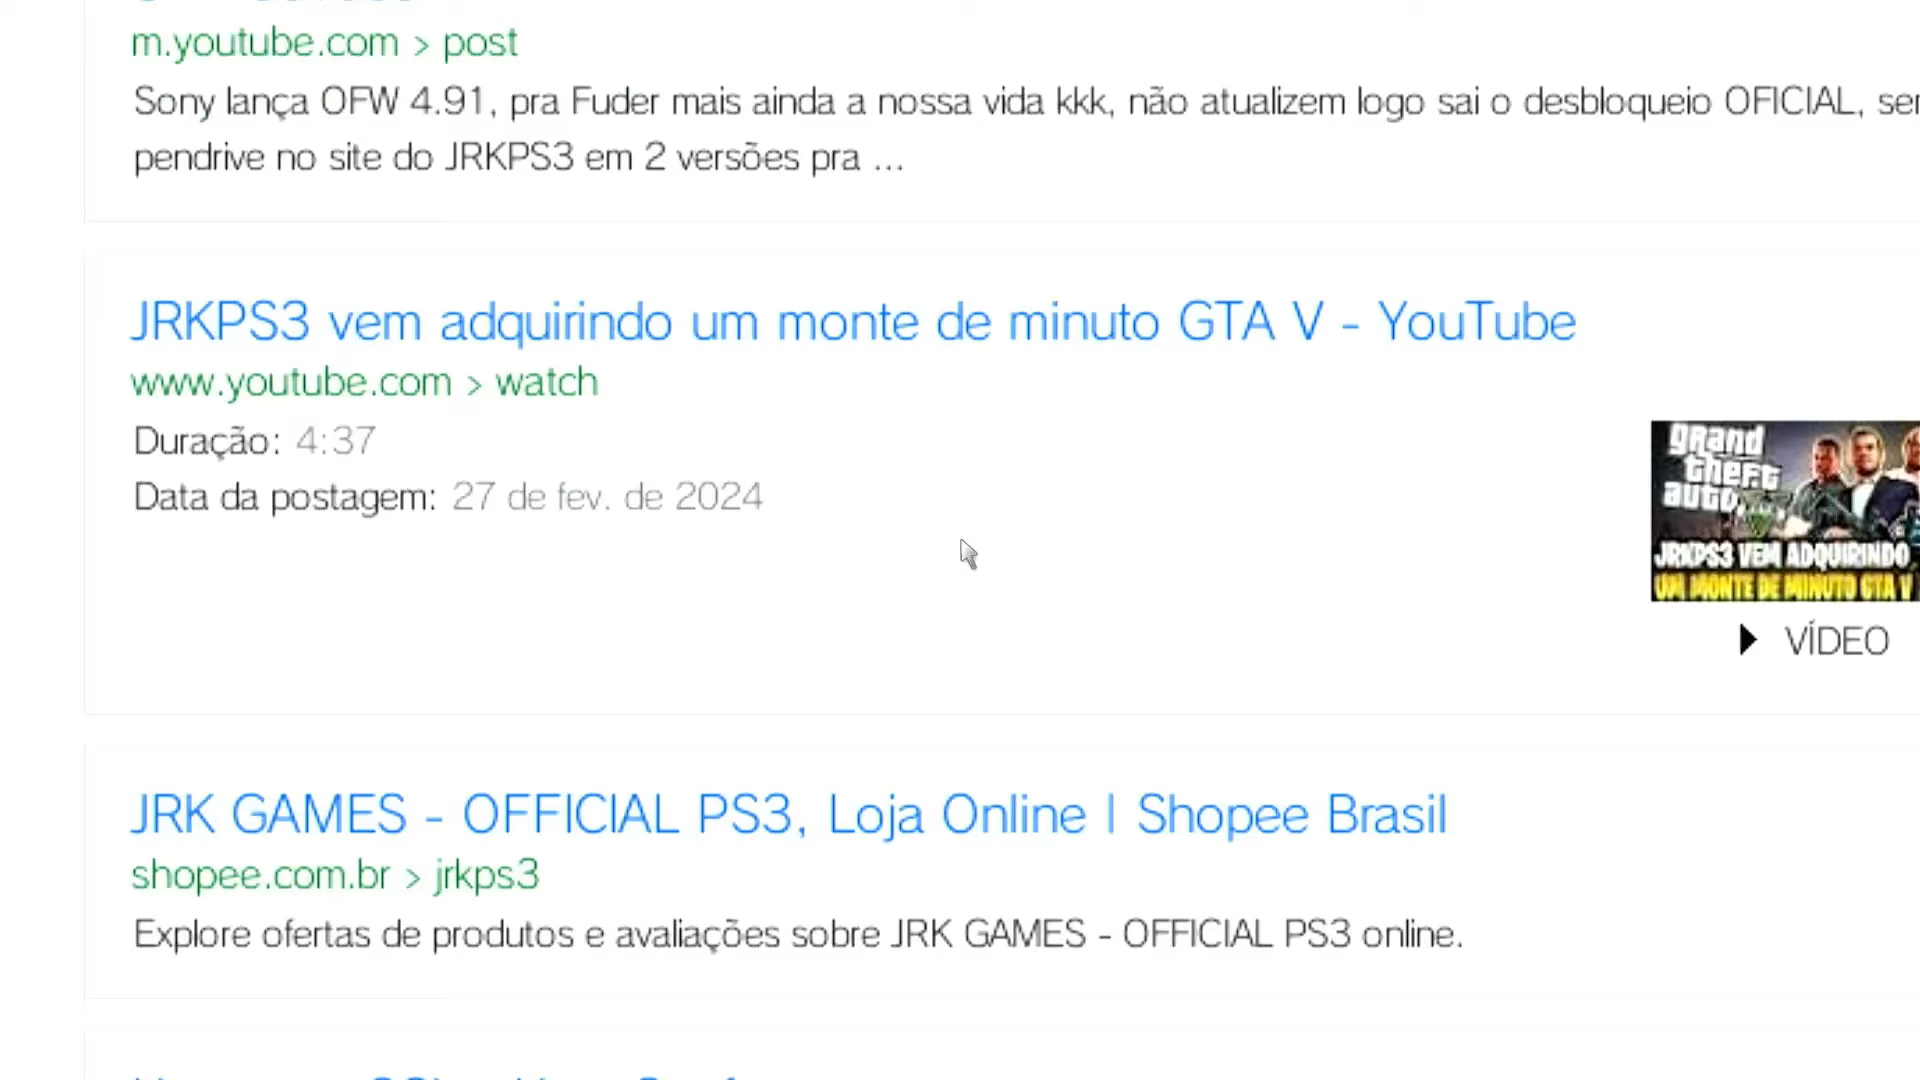 m.youtube.com > post
Sony lança OFW 4.91, pra Fuder mais ainda a nossa vida kkk, não atualizem logo sai o desbloqueio OFICIAL,
pendrive no site do JRKPS3 em 2 versões pra ...
JRKPS3 vem adquirindo um monte de minuto GTA V - YouTube
www.youtube.com > watch
Duração: 4:37
Data da postagem: 27 de fev. de 2024
grand
theft
auto
JRKPS3 VEM ADQUIRINDO
UM MONTE DE MINUTO GTA V
VÍDEO
JRK GAMES - OFFICIAL PS3, Loja Online | Shopee Brasil
shopee.com.br > jrkps3
Explore ofertas de produtos e avaliações sobre JRK GAMES - OFFICIAL PS3 online.